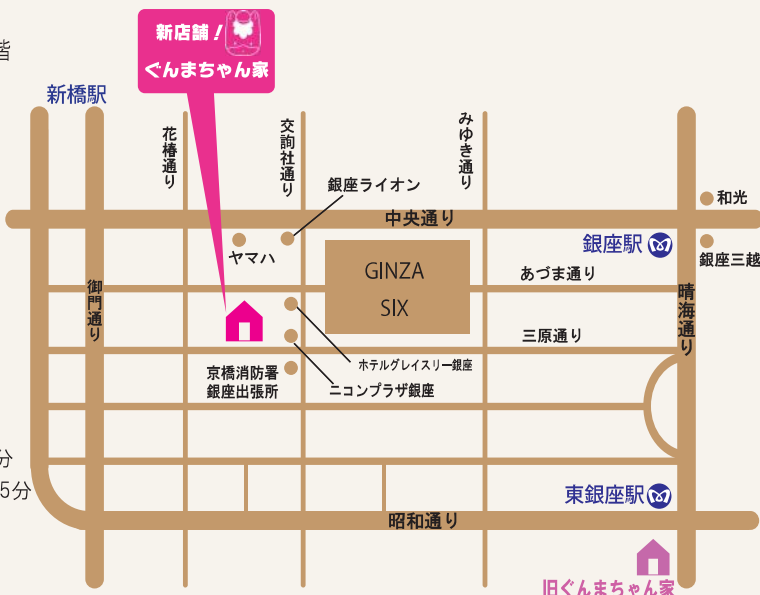 階
新店舗！
ぐんまちゃん家
新橋駅
花椿通り
交詢社通り
みゆき通り
銀座ライオン
和光
中央通り
銀座駅
ヤマハ
銀座三越
GINZA
SIX
あづま通り
御門通り
晴海通り
三原通り
ホテルグレイスリー銀座
京橋消防署
銀座出張所
ニコンプラザ銀座
分
5分
東銀座駅
昭和通り
旧ぐんまちゃん家